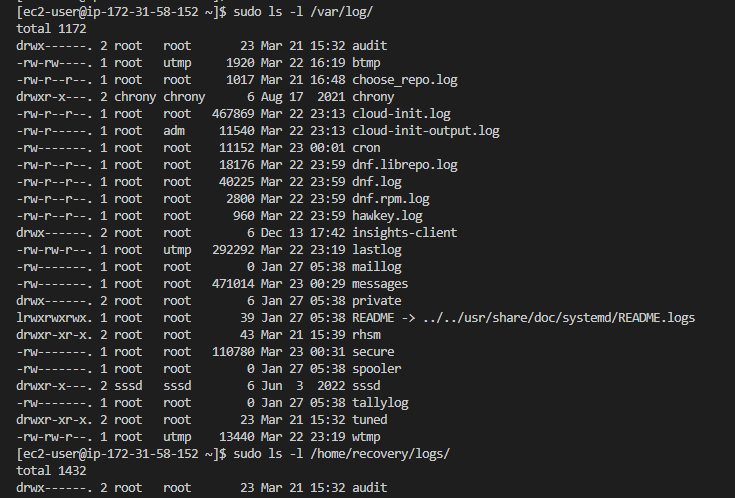 [ec2-user@ip-172-31-58-152 ~]$ sudo ls -l /var/log/
total 1172
drwx------. 2 root   root       23 Mar 21 15:32 audit
-rw-rw----. 1 root   utmp     1920 Mar 22 16:19 btmp
-rw-r--r--. 1 root   root     1017 Mar 21 16:48 choose_repo.log
drwxr-x---. 2 chrony chrony      6 Aug 17  2021 chrony
-rw-r--r--. 1 root   root   467869 Mar 22 23:13 cloud-init.log
-rw-r-----. 1 root   adm     11540 Mar 22 23:13 cloud-init-output.log
-rw-------. 1 root   root    11152 Mar 23 00:01 cron
-rw-r--r--. 1 root   root    18176 Mar 22 23:59 dnf.librepo.log
-rw-r--r--. 1 root   root    40225 Mar 22 23:59 dnf.log
-rw-r--r--. 1 root   root     2800 Mar 22 23:59 dnf.rpm.log
-rw-r--r--. 1 root   root      960 Mar 22 23:59 hawkey.log
drwx------. 2 root   root        6 Dec 13 17:42 insights-client
-rw-rw-r--. 1 root   utmp   292292 Mar 22 23:19 lastlog
-rw-------. 1 root   root        0 Jan 27 05:38 maillog
-rw-------. 1 root   root   471014 Mar 23 00:29 messages
drwx------. 2 root   root        6 Jan 27 05:38 private
lrwxrwxrwx. 1 root   root       39 Jan 27 05:38 README -> ../../usr/share/doc/systemd/README.logs
drwxr-xr-x. 2 root   root       43 Mar 21 15:39 rhsm
-rw-------. 1 root   root   110780 Mar 23 00:31 secure
-rw-------. 1 root   root        0 Jan 27 05:38 spooler
drwxr-x---. 2 sssd   sssd        6 Jun  3  2022 sssd
-rw-------. 1 root   root        0 Jan 27 05:38 tallylog
drwxr-xr-x. 2 root   root       23 Mar 21 15:32 tuned
-rw-rw-r--. 1 root   utmp    13440 Mar 22 23:19 wtmp
[ec2-user@ip-172-31-58-152 ~]$ sudo ls -l /home/recovery/logs/
total 1432
drwx------. 2 root   root       23 Mar 21 15:32 audit